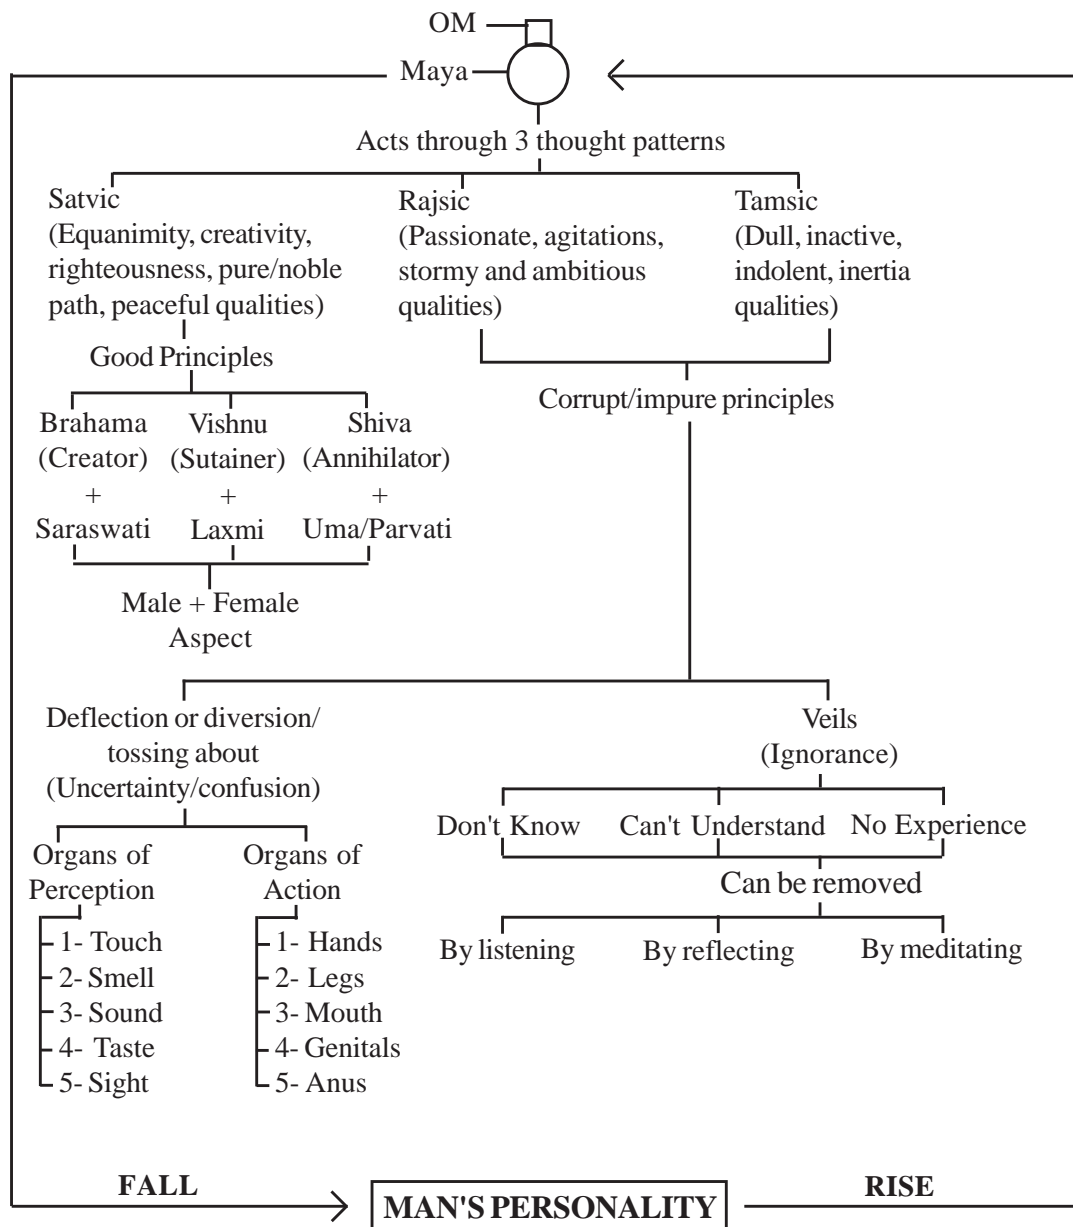 OM
Maya
Acts through 3 thought patterns
Satvic
(Equanimity, creativity,
righteousness, pure/noble
path, peaceful qualities)
Rajsic
(Passionate, agitations,
stormy and ambitious
qualities)
Tamsic
(Dull, inactive,
indolent, inertia
qualities)
Good Principles
Corrupt/impure principles
Brahama
(Creator)
+
Saraswati
Vishnu
(Sutainer)
+
Laxmi
Shiva
(Annihilator)
+
Uma/Parvati
Male + Female
Aspect
Deflection or diversion/
tossing about
(Uncertainty/confusion)
Veils
(Ignorance)
Organs of
Perception
1- Touch
2- Smell
3- Sound
4- Taste
5- Sight
Organs of
Action
1- Hands
2- Legs
3- Mouth
4- Genitals
5- Anus
Don't Know
Can't Understand
No Experience
Can be removed
By listening
By reflecting
By meditating
FALL
MAN'S PERSONALITY
RISE